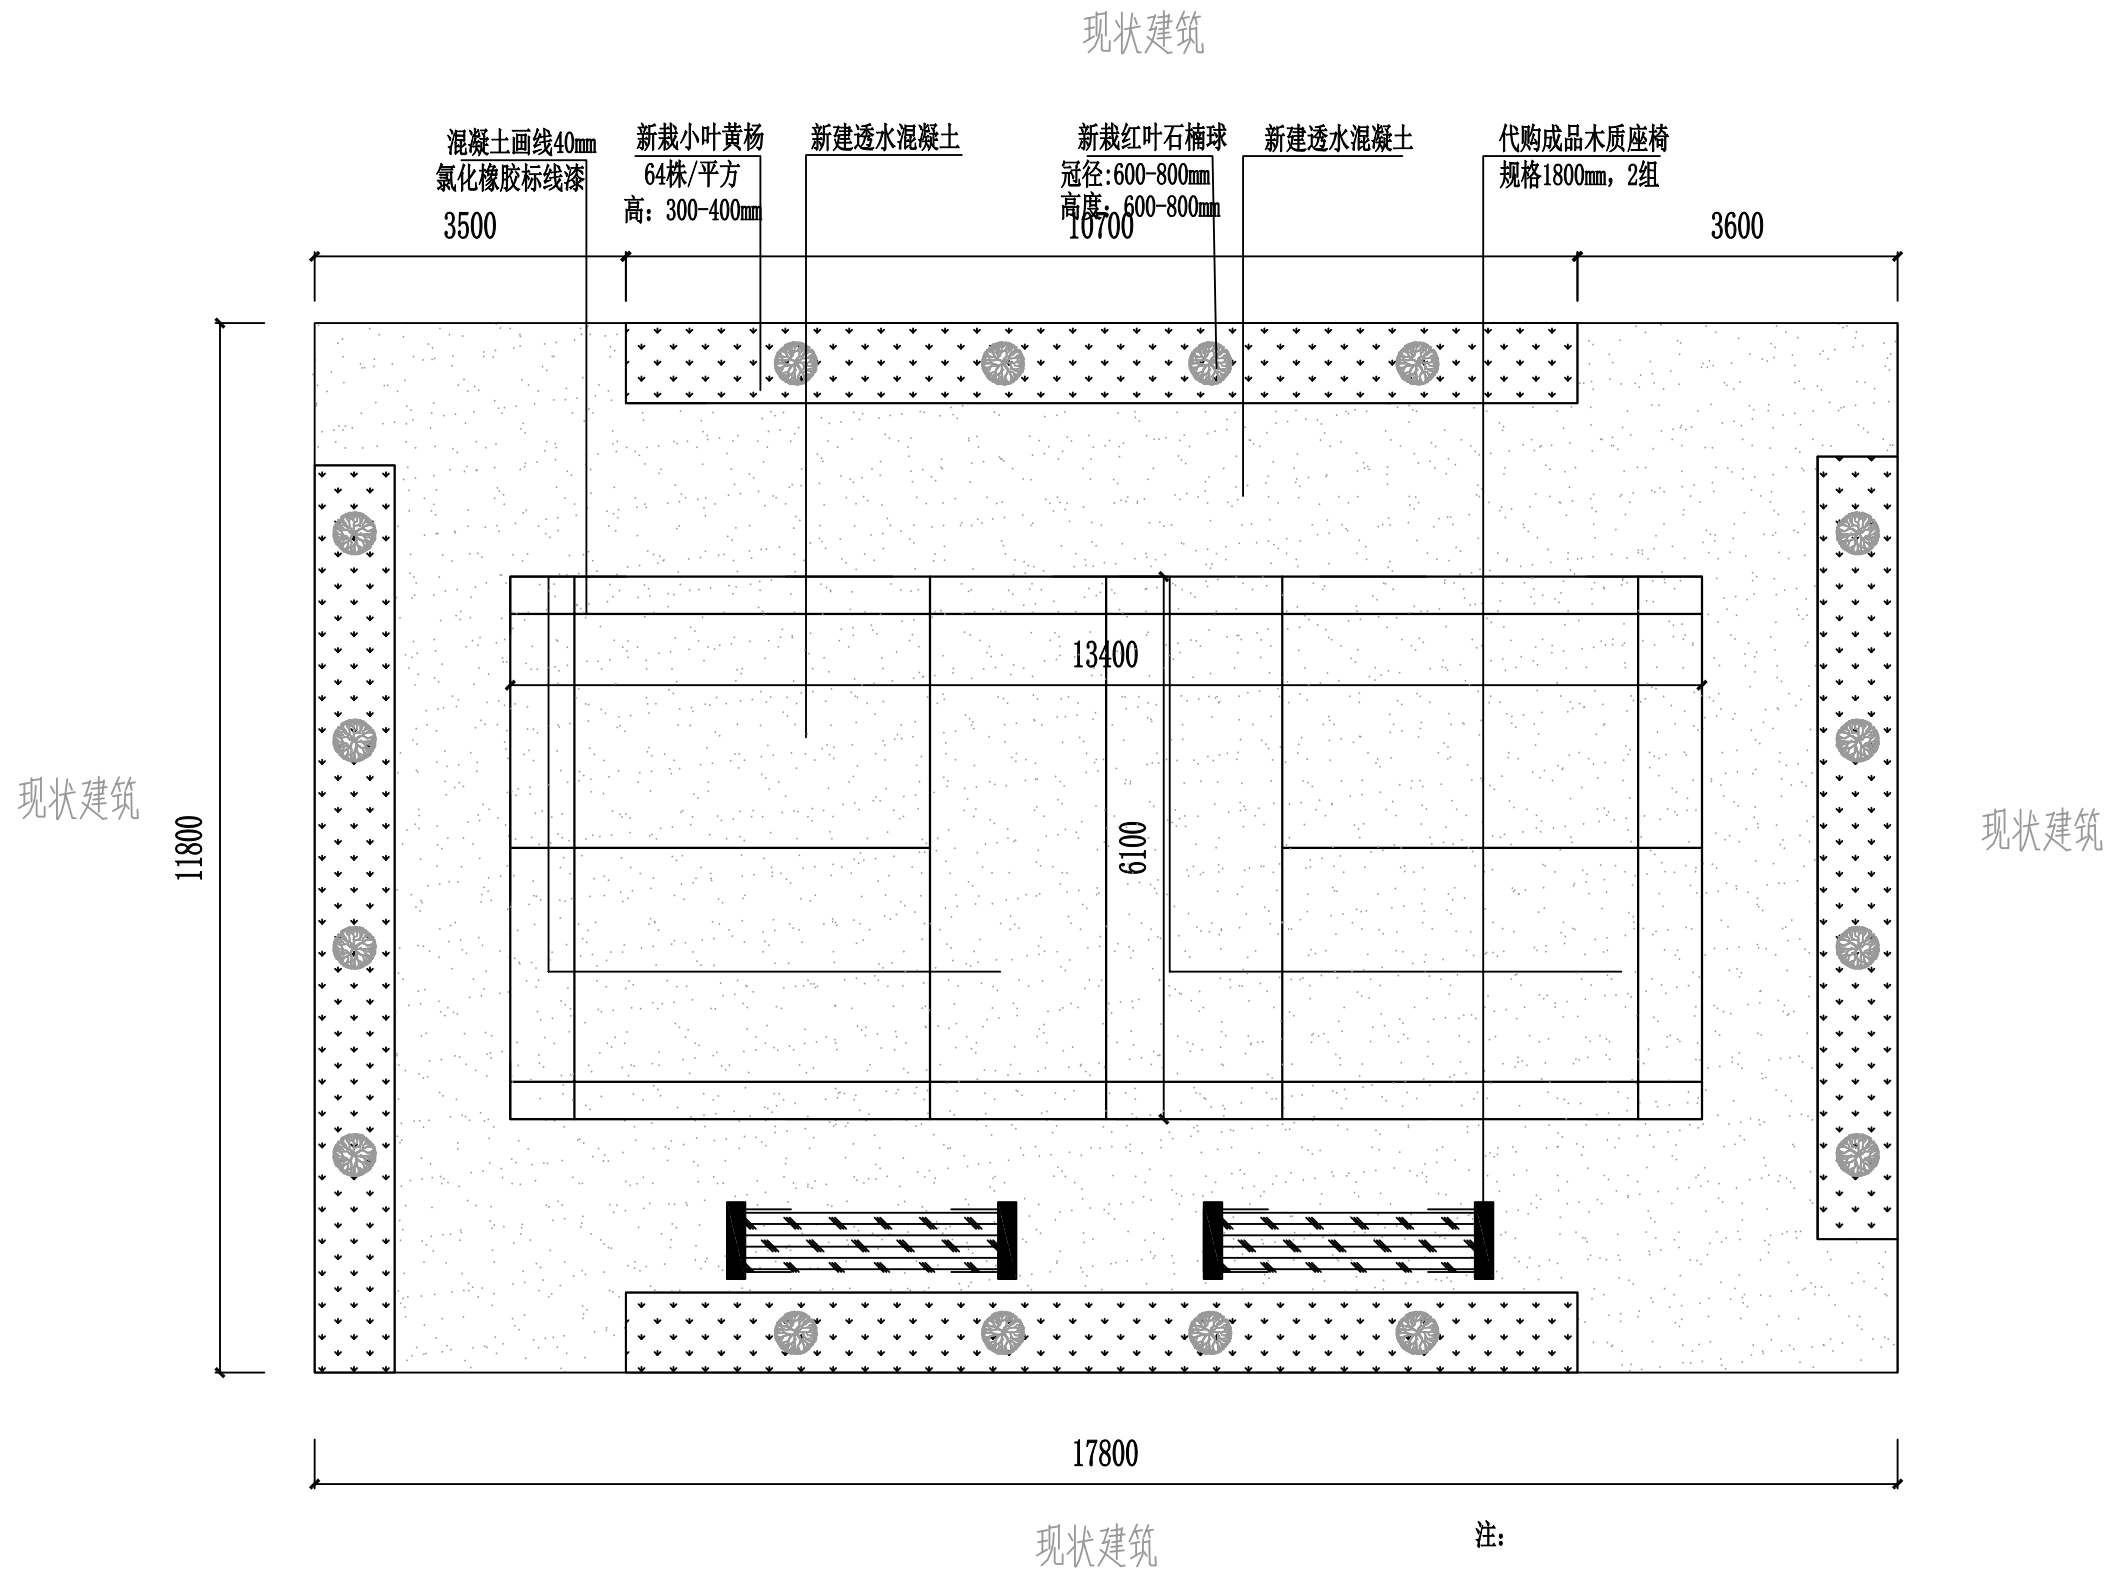 现状建筑
混凝土画线40mm
氯化橡胶标线漆
新栽小叶黄杨
64株/平方
高：300-400mm
新建透水混凝土
新栽红叶石楠球
冠径:600-800mm
高度：600-800mm
新建透水混凝土
代购成品木质座椅
规格1800mm，2组
3500
10700
3600
13400
现状建筑
11800
6100
现状建筑
17800
现状建筑
注：